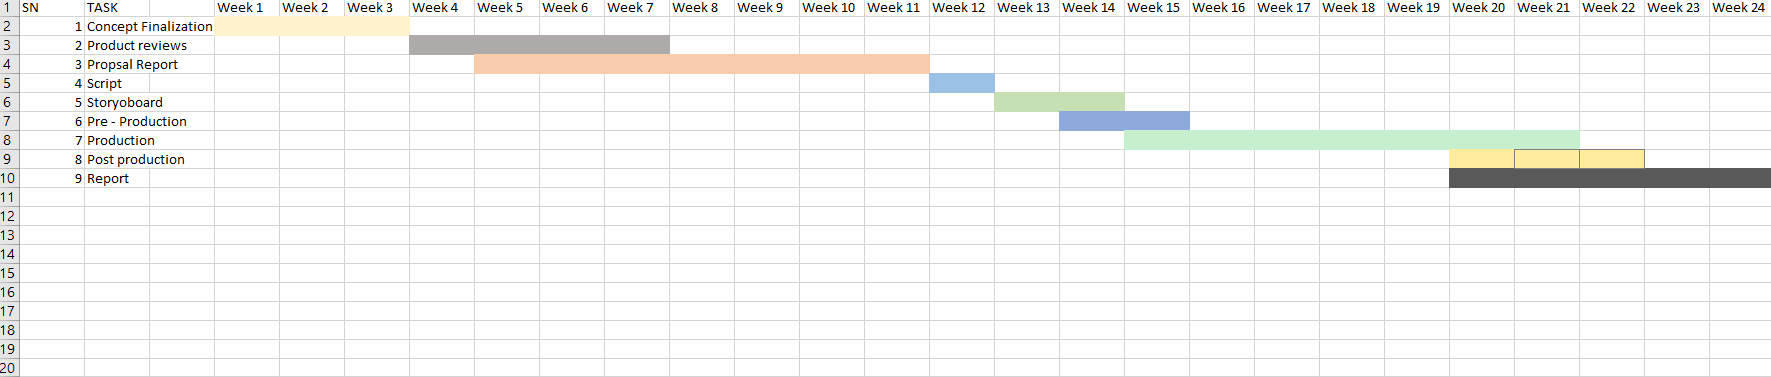 1 SN TASK Week 1 Week 2 Week 3 Week 4 Week 5 Week 6 Week 7 Week 8 Week 9 Week 10 Week 11 Week 12 Week 13 Week 14 Week 15 Week 16 Week 17 Week 18 Week 19 Week 20 Week 21 Week 22 Week 23 Week 24
2 1 Concept Finalization
3 2 Product reviews
4 3 Propsal Report
5 4 Script
6 5 Storyoboard
7 6 Pre - Production
8 7 Production
9 8 Post production
10 9 Report
11
12
13
14
15
16
17
18
19
20